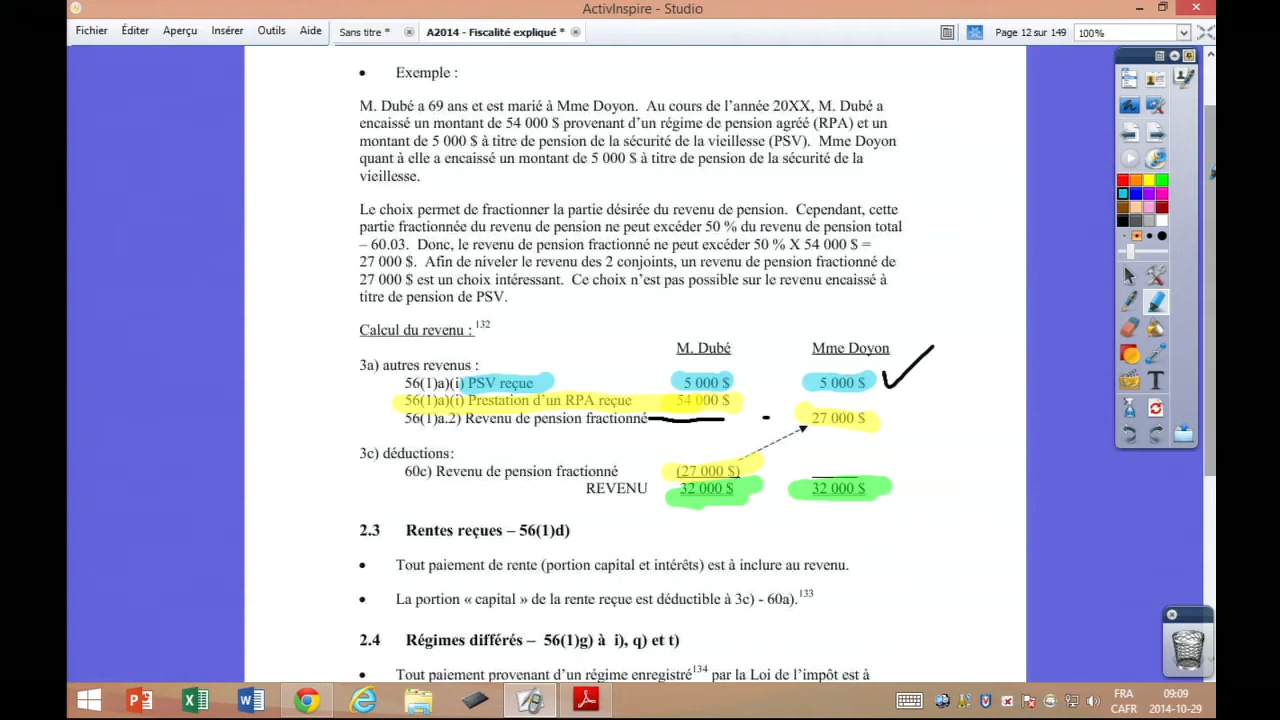 ActivInspire - Studio
Fichier Éditer Aperçu Insérer Outils Aide Sans titre * A2014 - Fiscalité expliqué * Page 12 sur 149 100%
• Exemple :
M. Dubé a 69 ans et est marié à Mme Doyon. Au cours de l’année 20XX, M. Dubé a
encaissé un montant de 54 000 $ provenant d’un régime de pension agréé (RPA) et un
montant de 5 000 $ à titre de pension de la sécurité de la vieillesse (PSV). Mme Doyon
quant à elle a encaissé un montant de 5 000 $ à titre de pension de la sécurité de la
vieillesse.
Le choix permet de fractionner la partie désirée du revenu de pension. Cependant, cette
partie fractionnée du revenu de pension ne peut excéder 50 % du revenu de pension total
– 60.03. Donc, le revenu de pension fractionné ne peut excéder 50 % X 54 000 $ =
27 000 $. Afin de niveler le revenu des 2 conjoints, un revenu de pension fractionné de
27 000 $ est un choix intéressant. Ce choix n’est pas possible sur le revenu encaissé à
titre de pension de PSV.
Calcul du revenu : 132
M. Dubé Mme Doyon
3a) autres revenus :
56(1)a)(i) PSV reçue 5 000 $ 5 000 $
56(1)a)(i) Prestation d’un RPA reçue 54 000 $
56(1)a.2) Revenu de pension fractionné - 27 000 $
3c) déductions:
60c) Revenu de pension fractionné (27 000 $)
REVENU 32 000 $ 32 000 $
2.3 Rentes reçues – 56(1)d)
• Tout paiement de rente (portion capital et intérêts) est à inclure au revenu.
• La portion « capital » de la rente reçue est déductible à 3c) - 60a).133
2.4 Régimes différés – 56(1)g) à i), q) et t)
• Tout paiement provenant d’un régime enregistré134 par la Loi de l’impôt est à
FRA 09:09
CAFR 2014-10-29